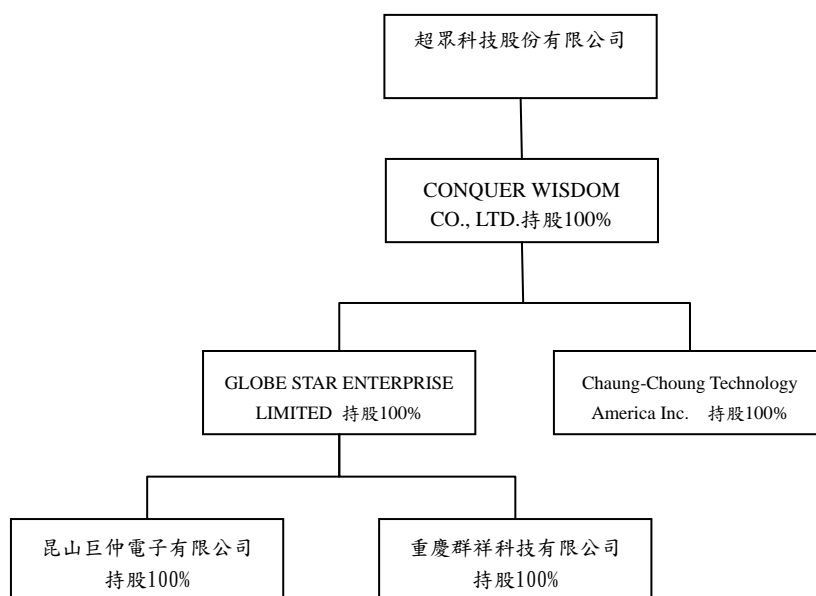 超眾科技股份有限公司
CONQUER WISDOM
CO., LTD.持股100%
GLOBE STAR ENTERPRISE
LIMITED 持股100%
Chaung-Choung Technology
America Inc. 持股100%
昆山巨仲電子有限公司
持股100%
重慶群祥科技有限公司
持股100%